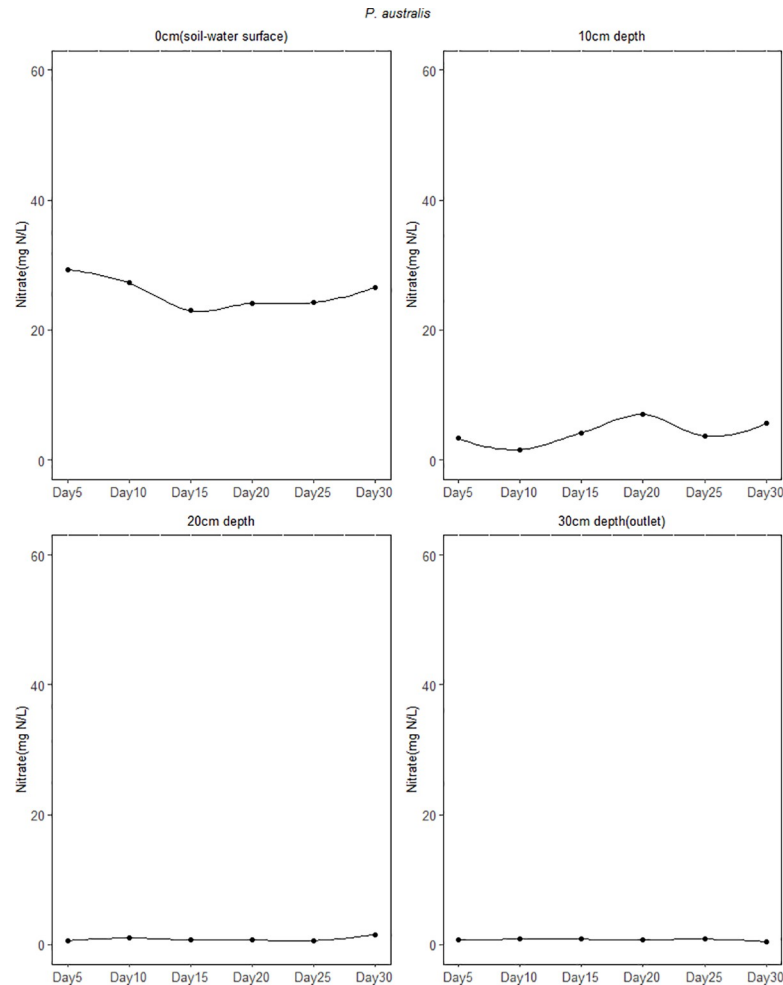 P. australis
0cm(soil-water surface)
10cm depth
60
40
20
0
Nitrate(mg N/L)
Day5 Day10 Day15 Day20 Day25 Day30
60
40
20
0
Nitrate(mg N/L)
Day5 Day10 Day15 Day20 Day25 Day30
20cm depth
30cm depth(outlet)
60
40
20
0
Nitrate(mg N/L)
Day5 Day10 Day15 Day20 Day25 Day30
60
40
20
0
Nitrate(mg N/L)
Day5 Day10 Day15 Day20 Day25 Day30